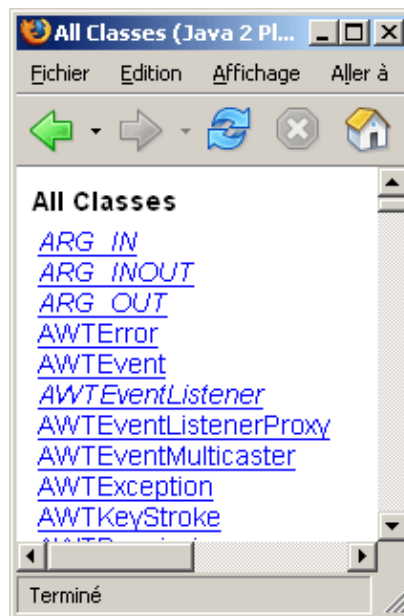 All Classes (Java 2 Pl...
Fichier Edition Affichage Aller à
All Classes
ARG_IN
ARG_INOUT
ARG_OUT
AWTError
AWTEvent
AWTEventListener
AWTEventListenerProxy
AWTEventMulticaster
AWTException
AWTKeyStroke
Terminé